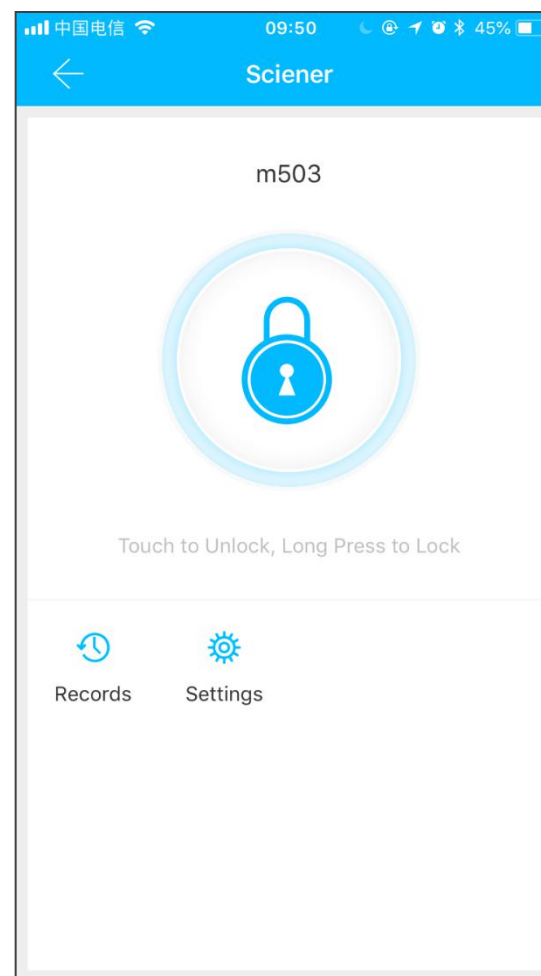 中国电信 09:50 45%
Sciener
m503
Touch to Unlock, Long Press to Lock
Records Settings